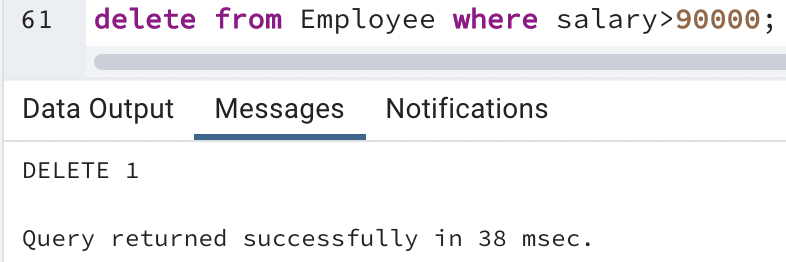 61 delete from Employee where salary>90000;
Data Output Messages Notifications
DELETE 1
Query returned successfully in 38 msec.